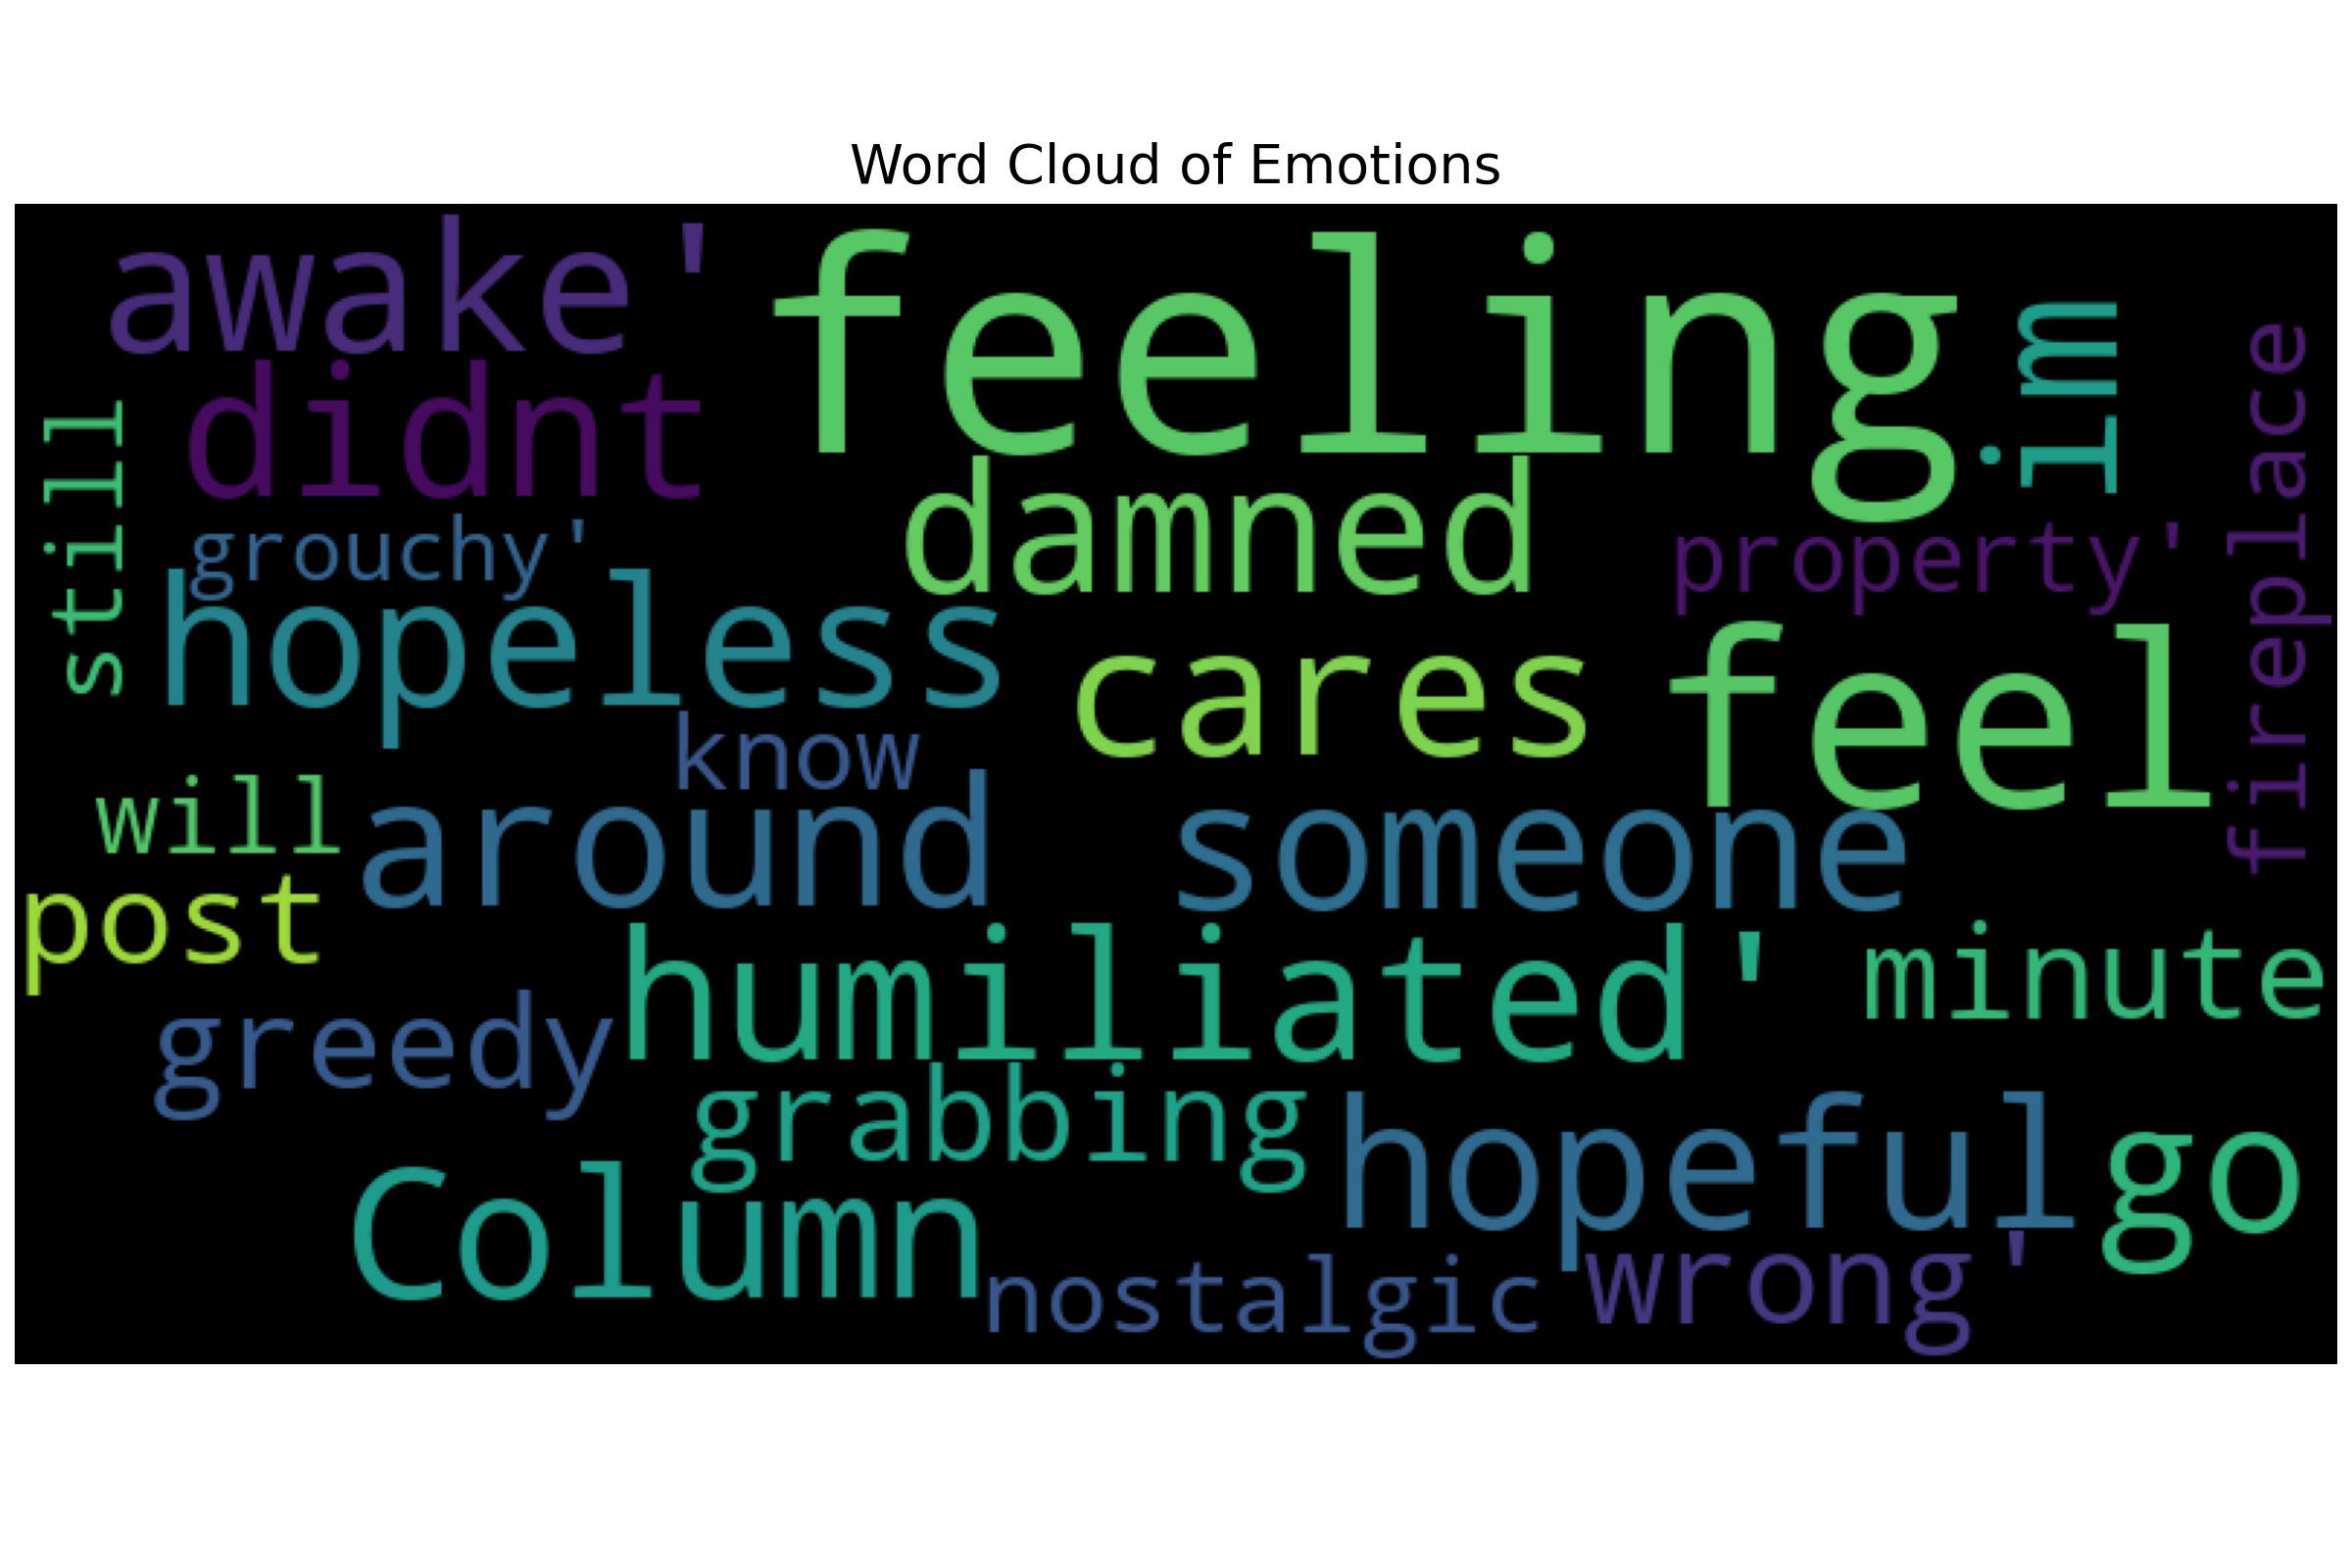 Word Cloud of Emotions
awake'
feeling
im
fireplace
didnt
still
damned
grouchy'
property'
hopeless
cares
feel
know
will
around
someone
post
humiliated'
minute
greedy
grabbing
hopeful
go
Column
nostalgic
wrong'